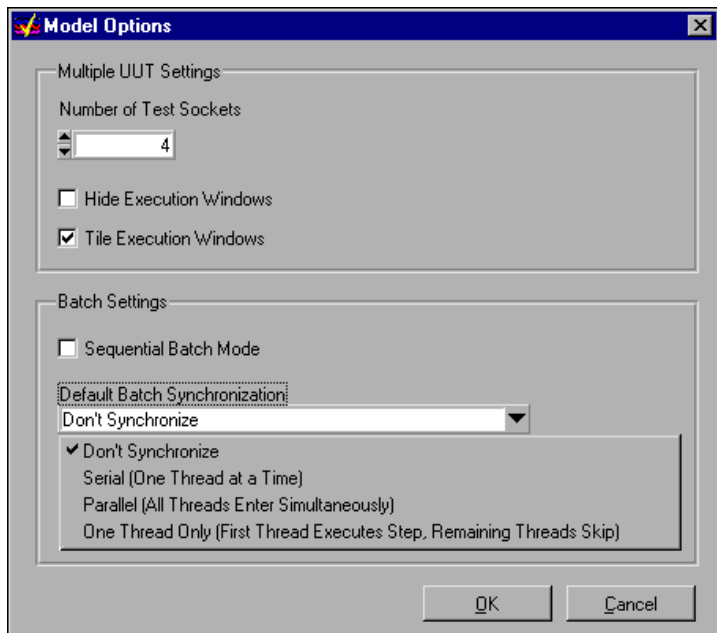 Model Options
Multiple UUT Settings
Number of Test Sockets
4
Hide Execution Windows
Tile Execution Windows
Batch Settings
Sequential Batch Mode
Default Batch Synchronization
Don't Synchronize
Don't Synchronize
Serial (One Thread at a Time)
Parallel (All Threads Enter Simultaneously)
One Thread Only (First Thread Executes Step, Remaining Threads Skip)
OK
Cancel